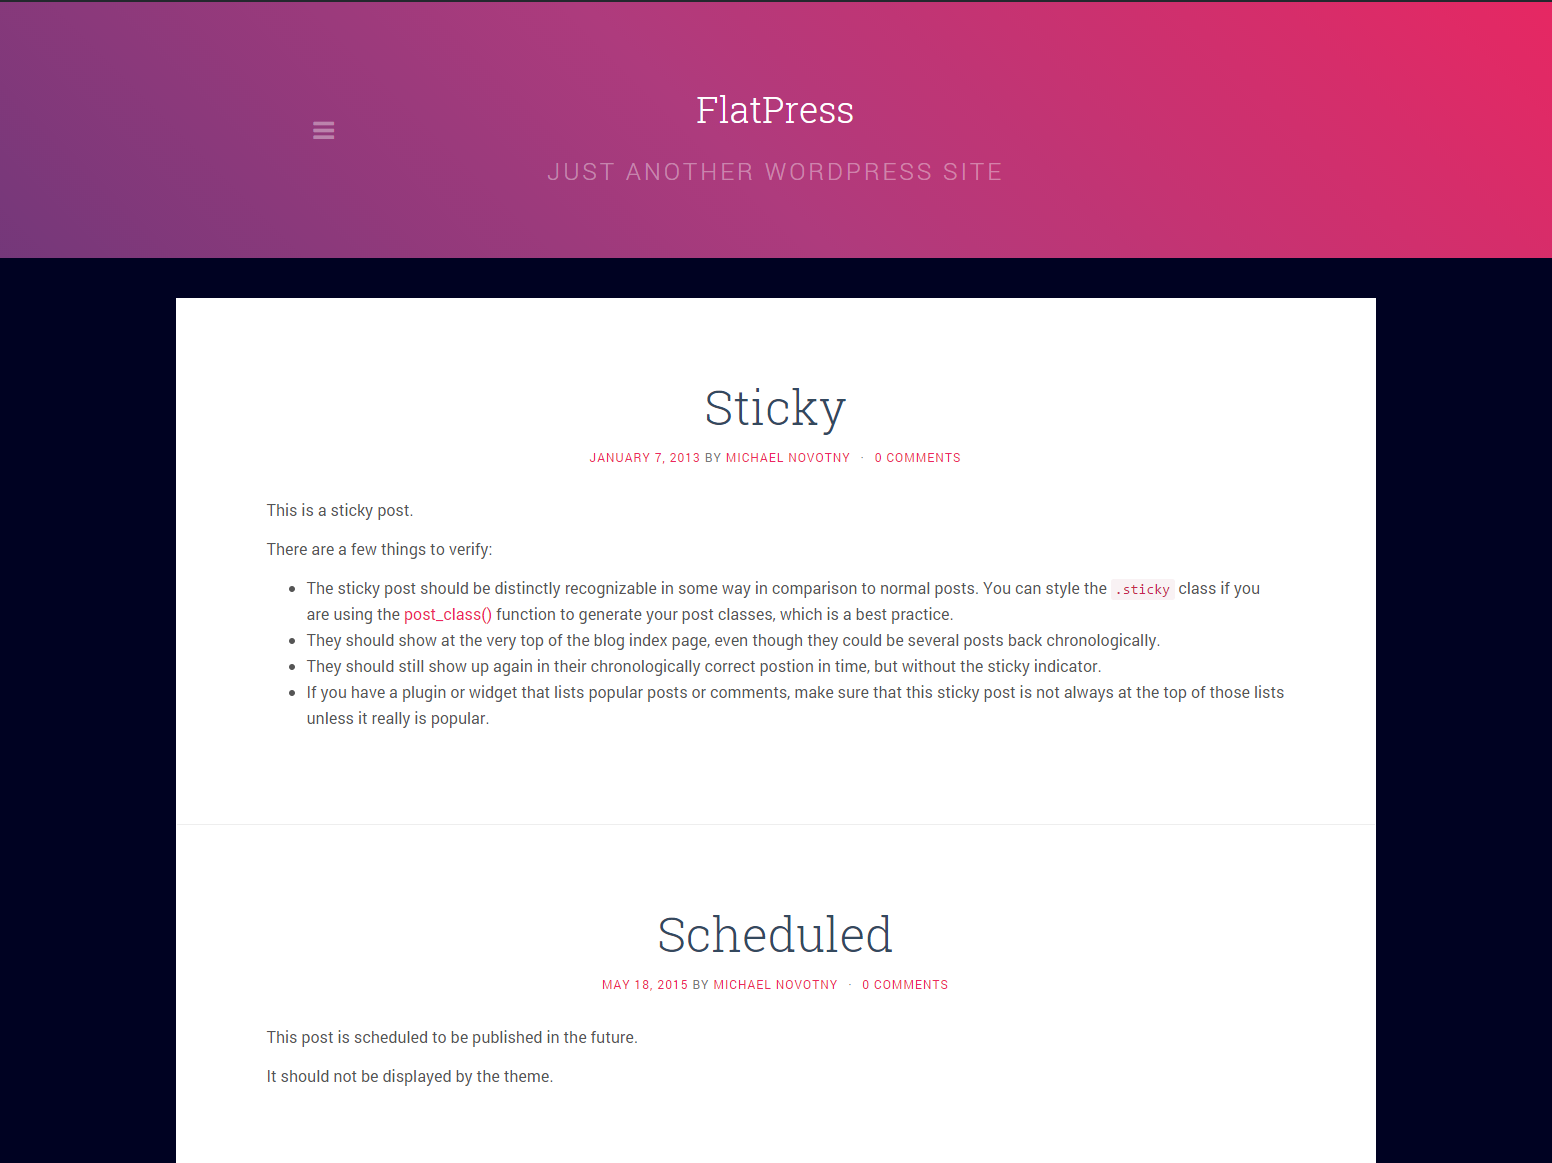 FlatPress
JUST ANOTHER WORDPRESS SITE
Sticky
JANUARY 7, 2013 BY MICHAEL NOVOTNY · 0 COMMENTS
This is a sticky post.
There are a few things to verify:
• The sticky post should be distinctly recognizable in some way in comparison to normal posts. You can style the .sticky class if you
are using the post_class() function to generate your post classes, which is a best practice.
• They should show at the very top of the blog index page, even though they could be several posts back chronologically.
• They should still show up again in their chronologically correct postion in time, but without the sticky indicator.
• If you have a plugin or widget that lists popular posts or comments, make sure that this sticky post is not always at the top of those lists
unless it really is popular.
Scheduled
MAY 18, 2015 BY MICHAEL NOVOTNY · 0 COMMENTS
This post is scheduled to be published in the future.
It should not be displayed by the theme.